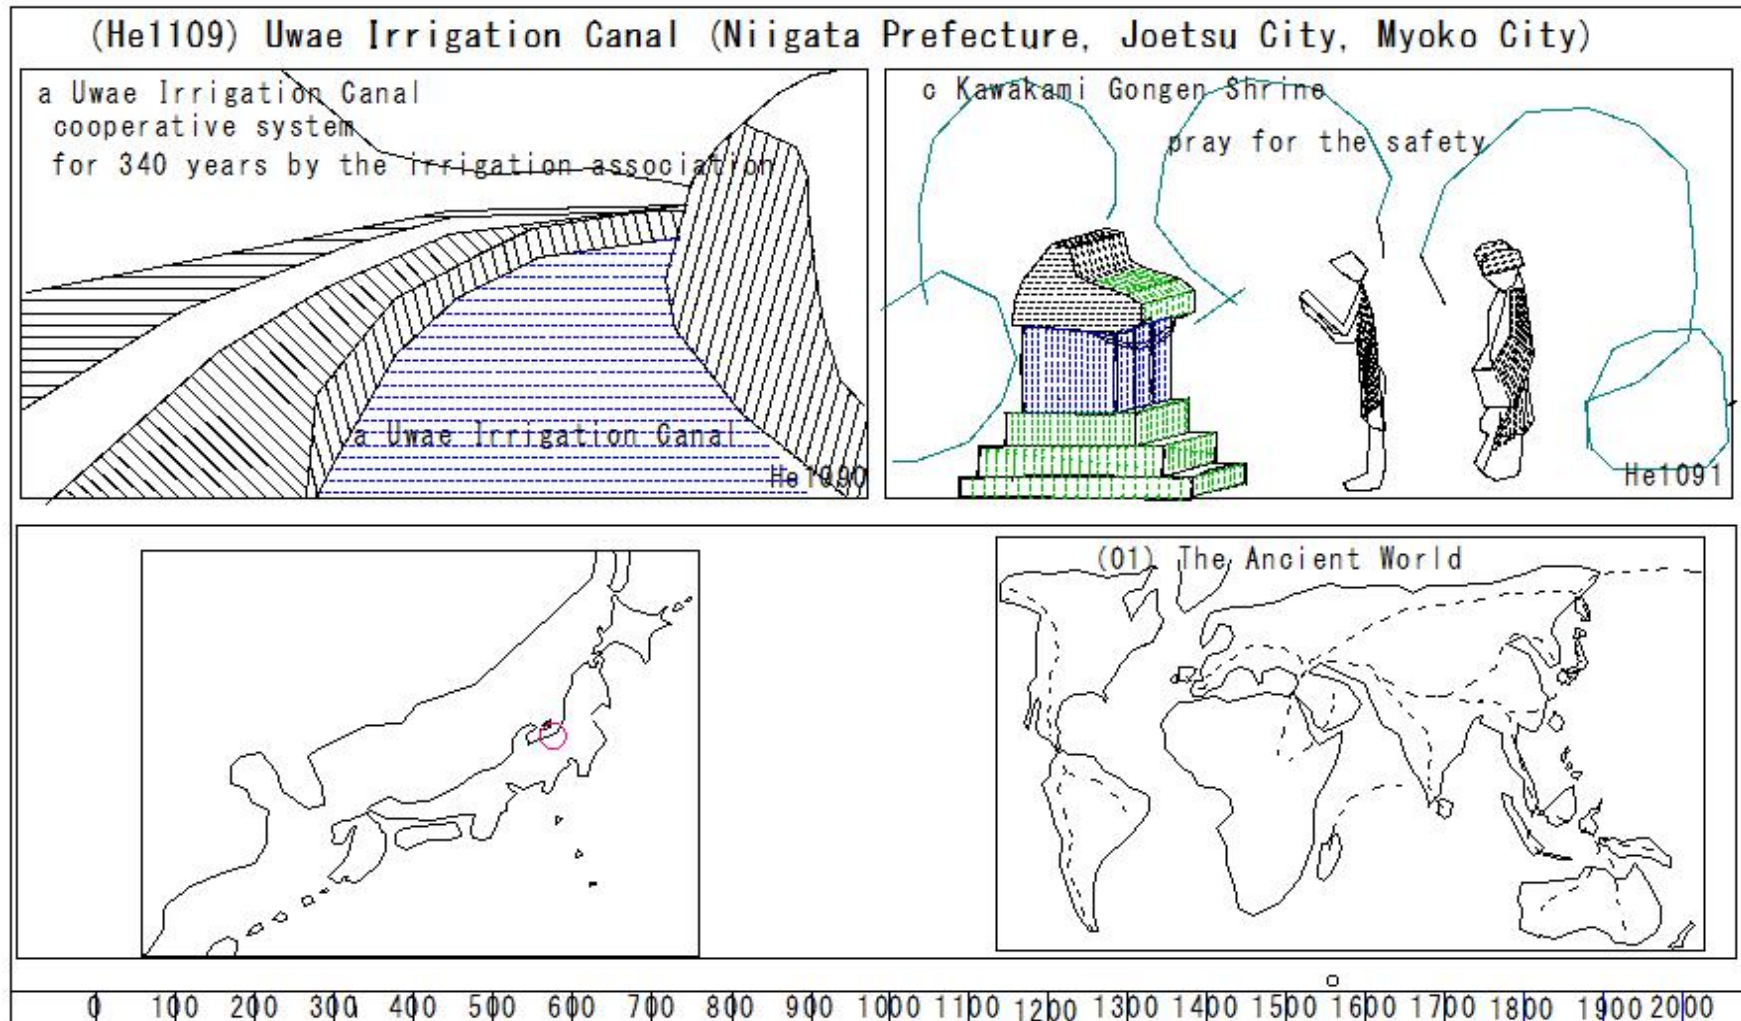 (He1109) Uwae Irrigation Canal (Niigata Prefecture, Joetsu City, Myoko City)
a Uwae Irrigation Canal
cooperative system
for 340 years by the irrigation association
a Uwae Irrigation Canal
He1090
c Kawakami Gongen Shrine
pray for the safety
He1091
(01) The Ancient World
0 100 200 300 400 500 600 700 800 900 1000 1100 1200 1300 1400 1500 1600 1700 1800 1900 2000